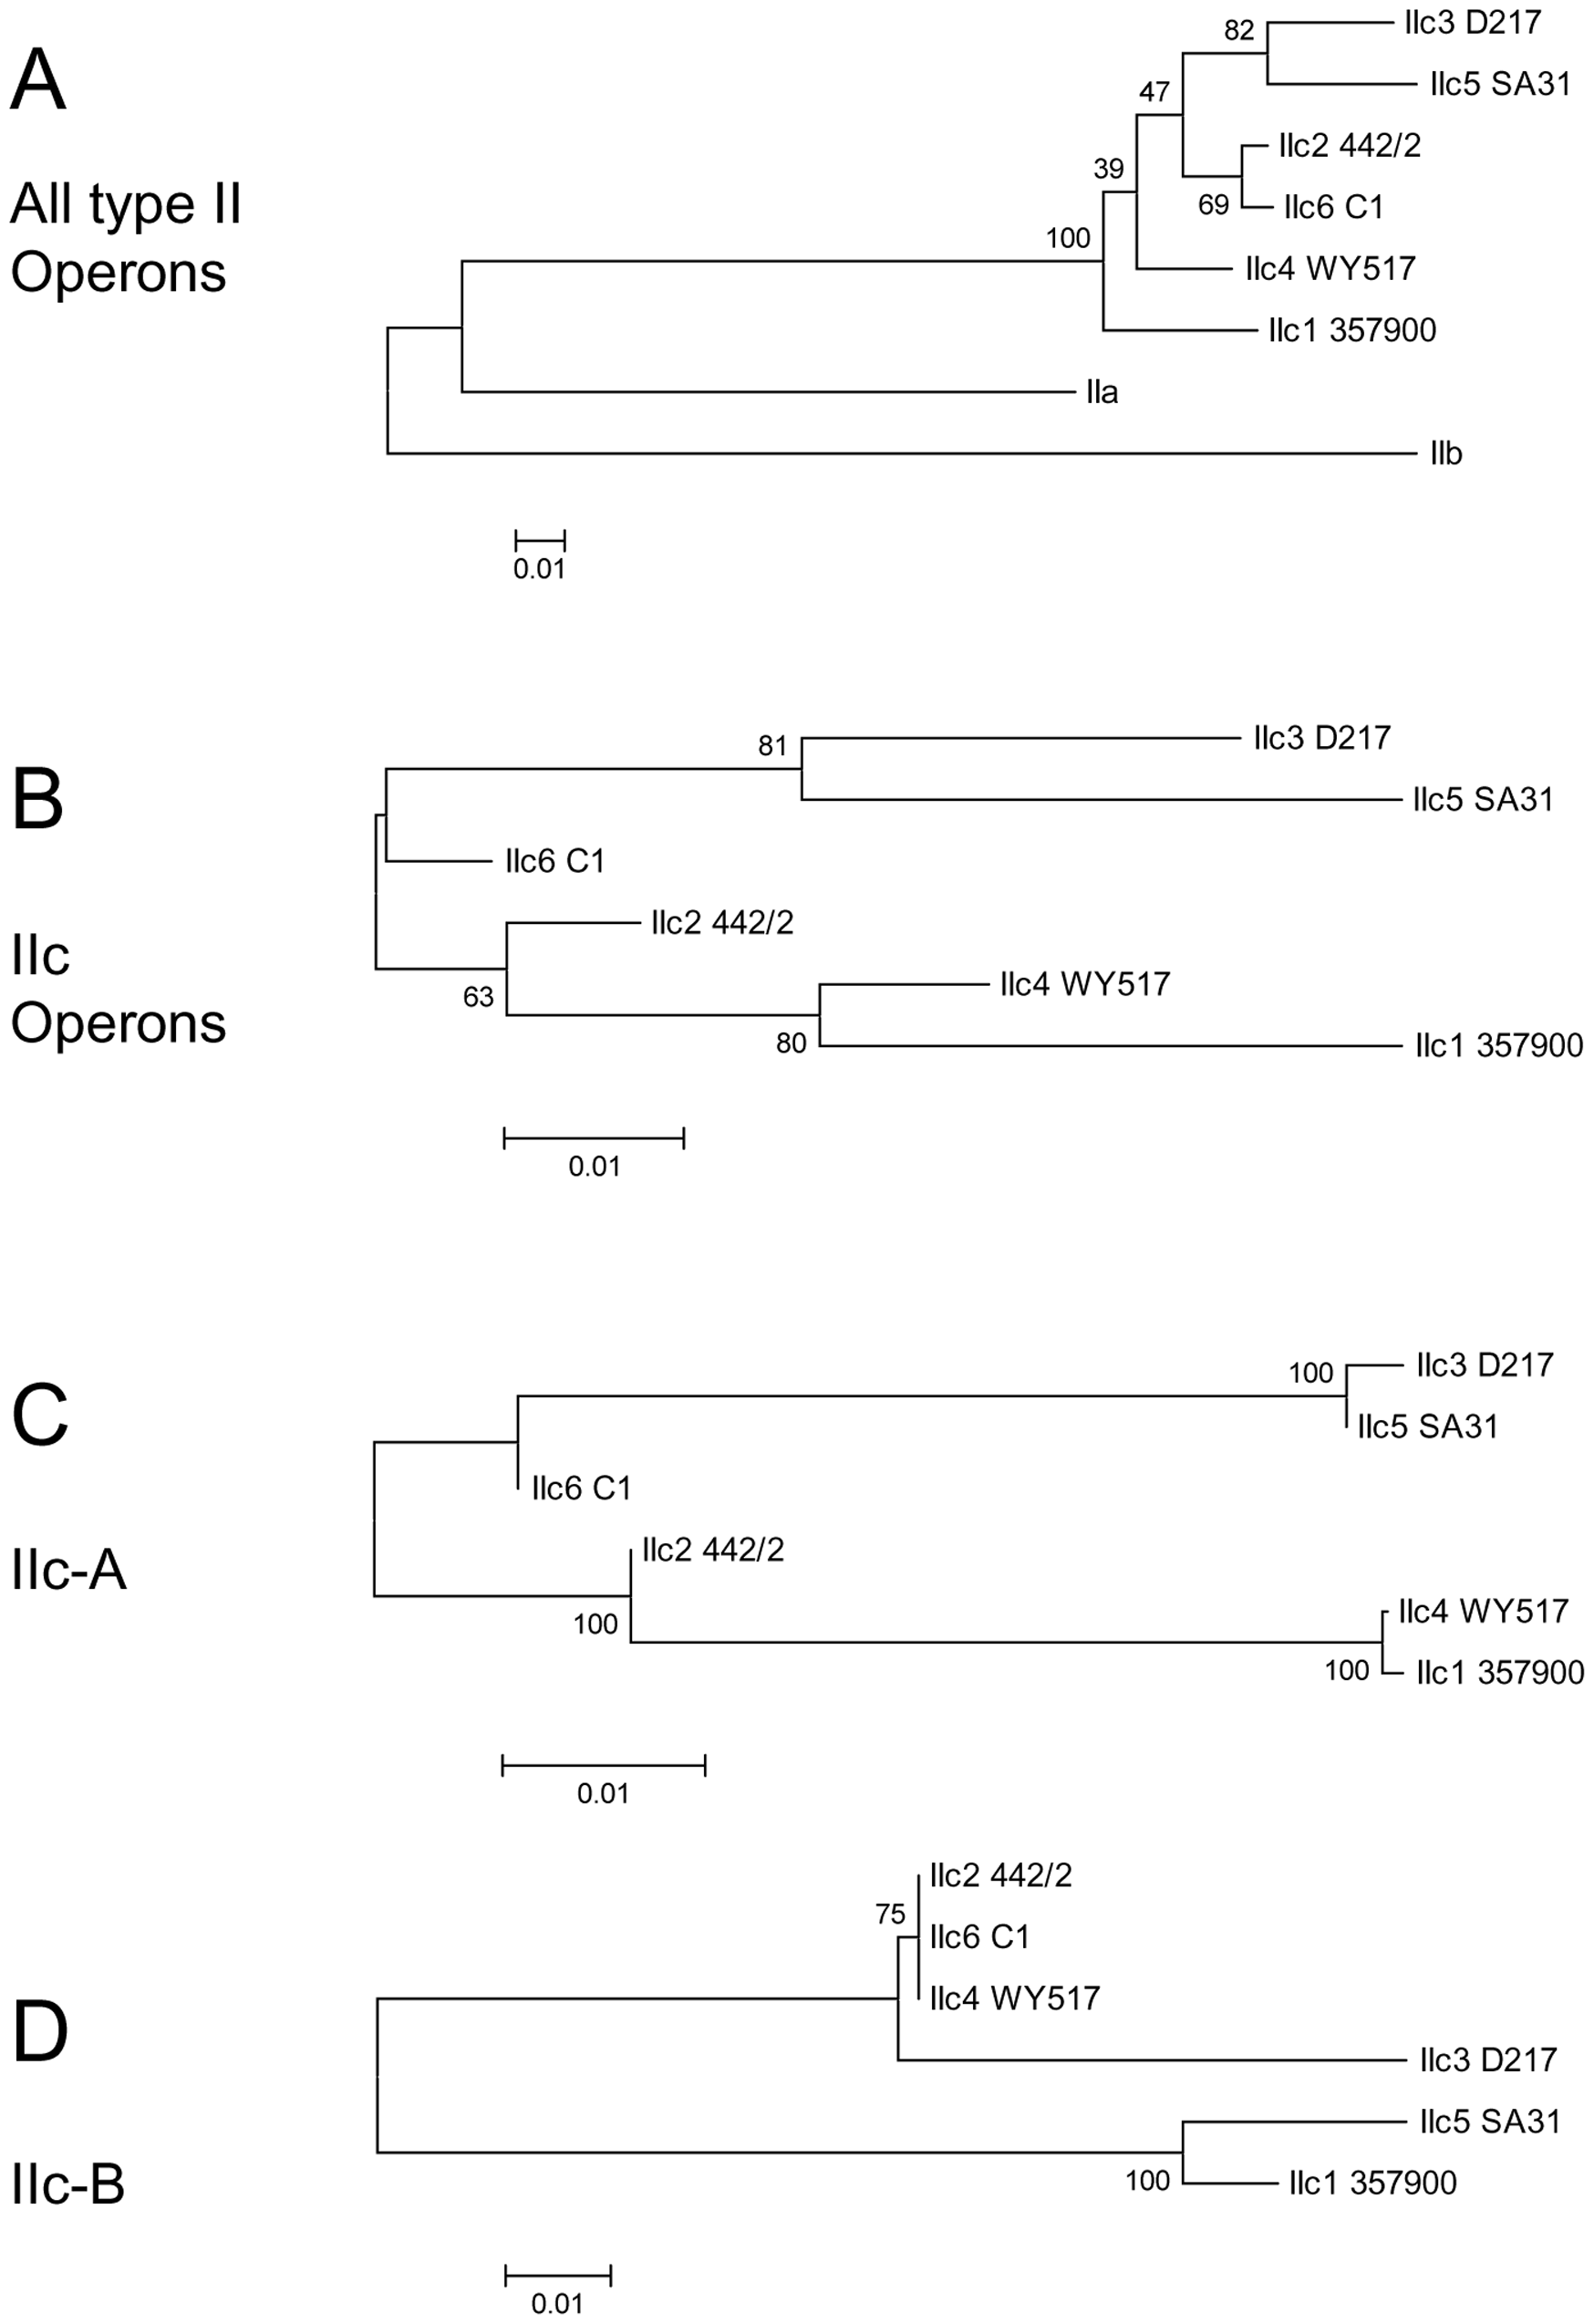 A
All type II
Operons
82
IIc3 D217
IIc5 SA31
47
IIc2 442/2
39
69
IIc6 C1
100
IIc4 WY517
IIc1 357900
IIa
IIb
0.01
B
IIc
Operons
81
IIc3 D217
IIc5 SA31
IIc6 C1
IIc2 442/2
63
IIc4 WY517
80
IIc1 357900
0.01
C
IIc-A
100
IIc3 D217
IIc5 SA31
IIc6 C1
IIc2 442/2
100
IIc4 WY517
100
IIc1 357900
0.01
D
IIc-B
IIc2 442/2
75
IIc6 C1
IIc4 WY517
IIc3 D217
IIc5 SA31
100
IIc1 357900
0.01